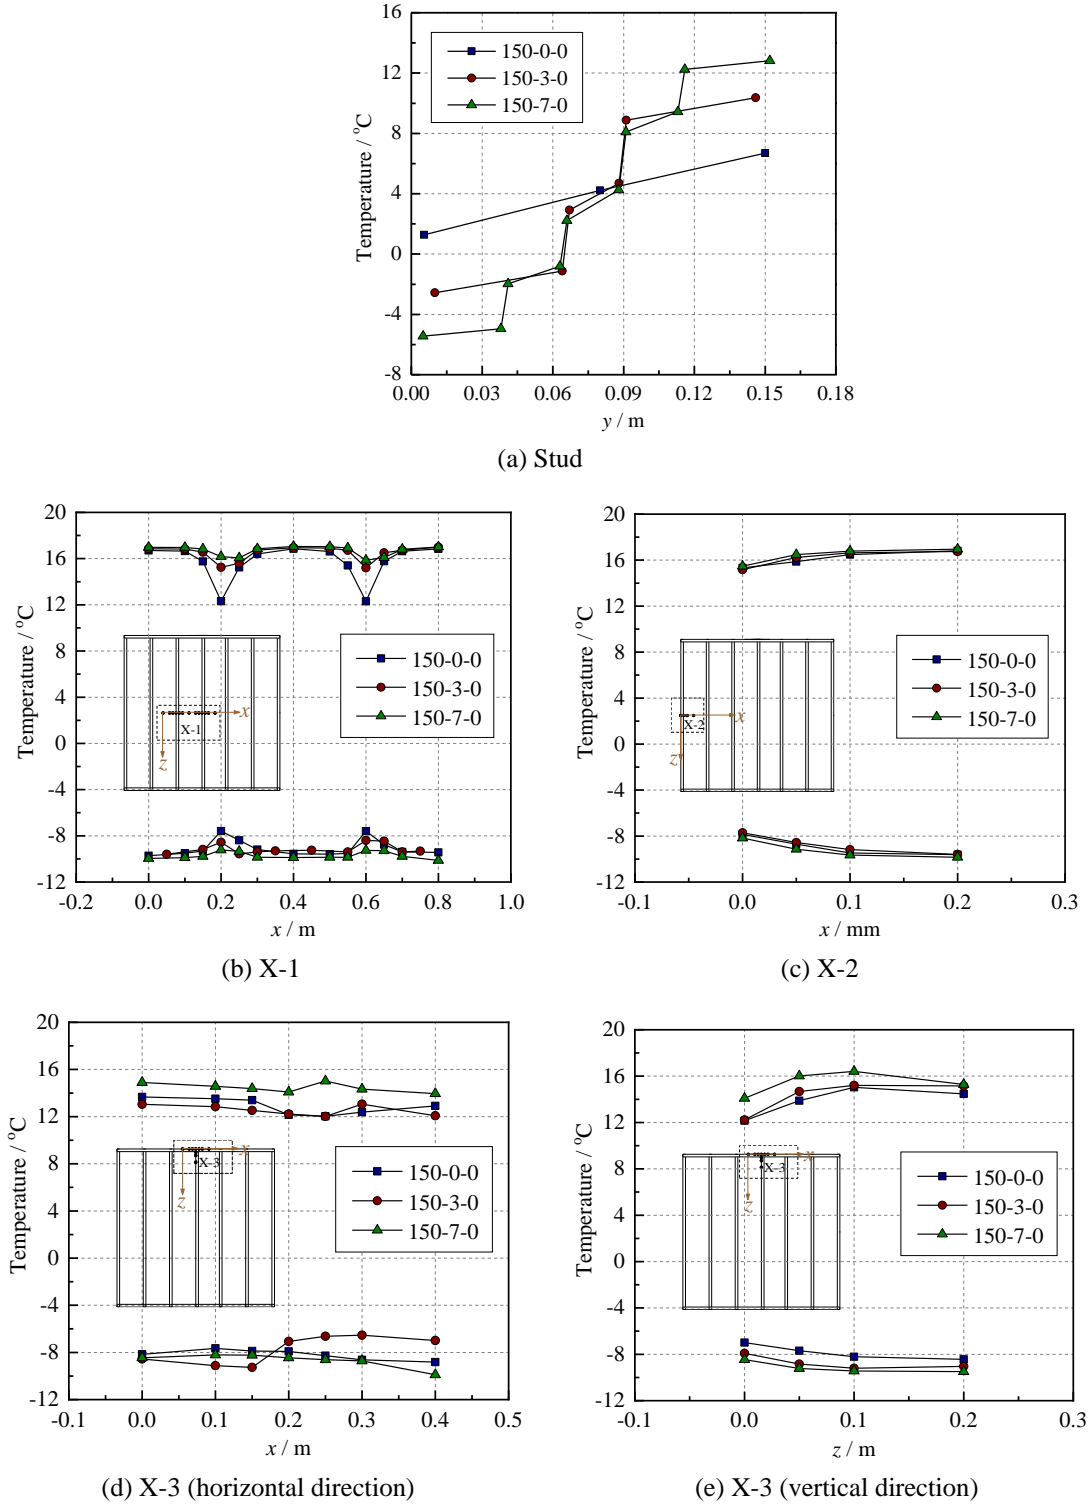 16
12
8
4
0
-4
-8
Temperature / °C
150-0-0
150-3-0
150-7-0
0.00 0.03 0.06 0.09 0.12 0.15 0.18
y / m
(a) Stud
20
16
12
8
4
0
-4
-8
-12
Temperature / °C
150-0-0
150-3-0
150-7-0
x
X-1
z
-0.2 0.0 0.2 0.4 0.6 0.8 1.0
x / m
(b) X-1
20
16
12
8
4
0
-4
-8
-12
Temperature / °C
150-0-0
150-3-0
150-7-0
x
X-2
z
-0.1 0.0 0.1 0.2 0.3
x / mm
(c) X-2
20
16
12
8
4
0
-4
-8
-12
Temperature / °C
x
X-3
z
150-0-0
150-3-0
150-7-0
-0.1 0.0 0.1 0.2 0.3 0.4 0.5
x / m
(d) X-3 (horizontal direction)
20
16
12
8
4
0
-4
-8
-12
Temperature / °C
x
X-3
z
150-0-0
150-3-0
150-7-0
-0.1 0.0 0.1 0.2 0.3
z / m
(e) X-3 (vertical direction)